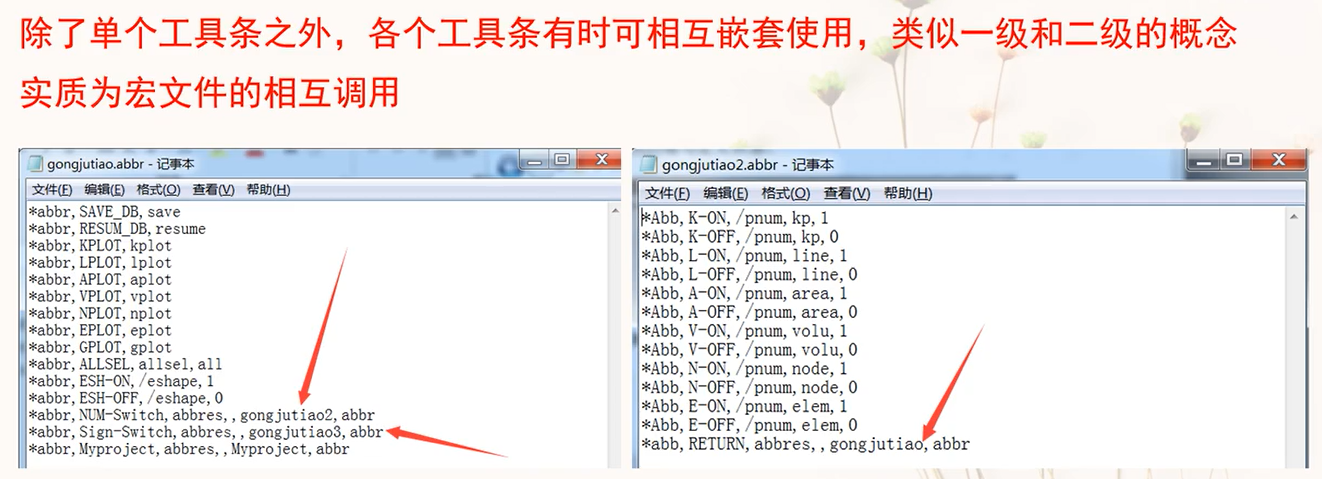 除了单个工具条之外，各个工具条有时可相互嵌套使用，类似一级和二级的概念
实质为宏文件的相互调用
gongjutiao.abbr - 记事本
文件(F) 编辑(E) 格式(O) 查看(V) 帮助(H)
*abbr,SAVE_DB,save
*abbr,RESUM_DB,resume
*abbr,KPLOT,kplot
*abbr,LPLOT,lplot
*abbr,APLOT,aplot
*abbr,VPLOT,vplot
*abbr,NPLOT,nplot
*abbr,EPLOT,eplot
*abbr,GPLOT,gplot
*abbr,ALLSEL,allsel,all
*abbr,ESH-ON,/eshape,1
*abbr,ESH-OFF,/eshape,0
*abbr,NUM-Switch,abbres,,gongjutiao2,abbr
*abbr,Sign-Switch,abbres,,gongjutiao3,abbr
*abbr,Myproject,abbres,,Myproject,abbr
gongjutiao2.abbr - 记事本
文件(F) 编辑(E) 格式(O) 查看(V) 帮助(H)
*Abb,K-ON,/pnum,kp,1
*Abb,K-OFF,/pnum,kp,0
*Abb,L-ON,/pnum,line,1
*Abb,L-OFF,/pnum,line,0
*Abb,A-ON,/pnum,area,1
*Abb,A-OFF,/pnum,area,0
*Abb,V-ON,/pnum,volu,1
*Abb,V-OFF,/pnum,volu,0
*Abb,N-ON,/pnum,node,1
*Abb,N-OFF,/pnum,node,0
*Abb,E-ON,/pnum,elem,1
*Abb,E-OFF,/pnum,elem,0
*abb,RETURN,abbres,,gongjutiao,abbr